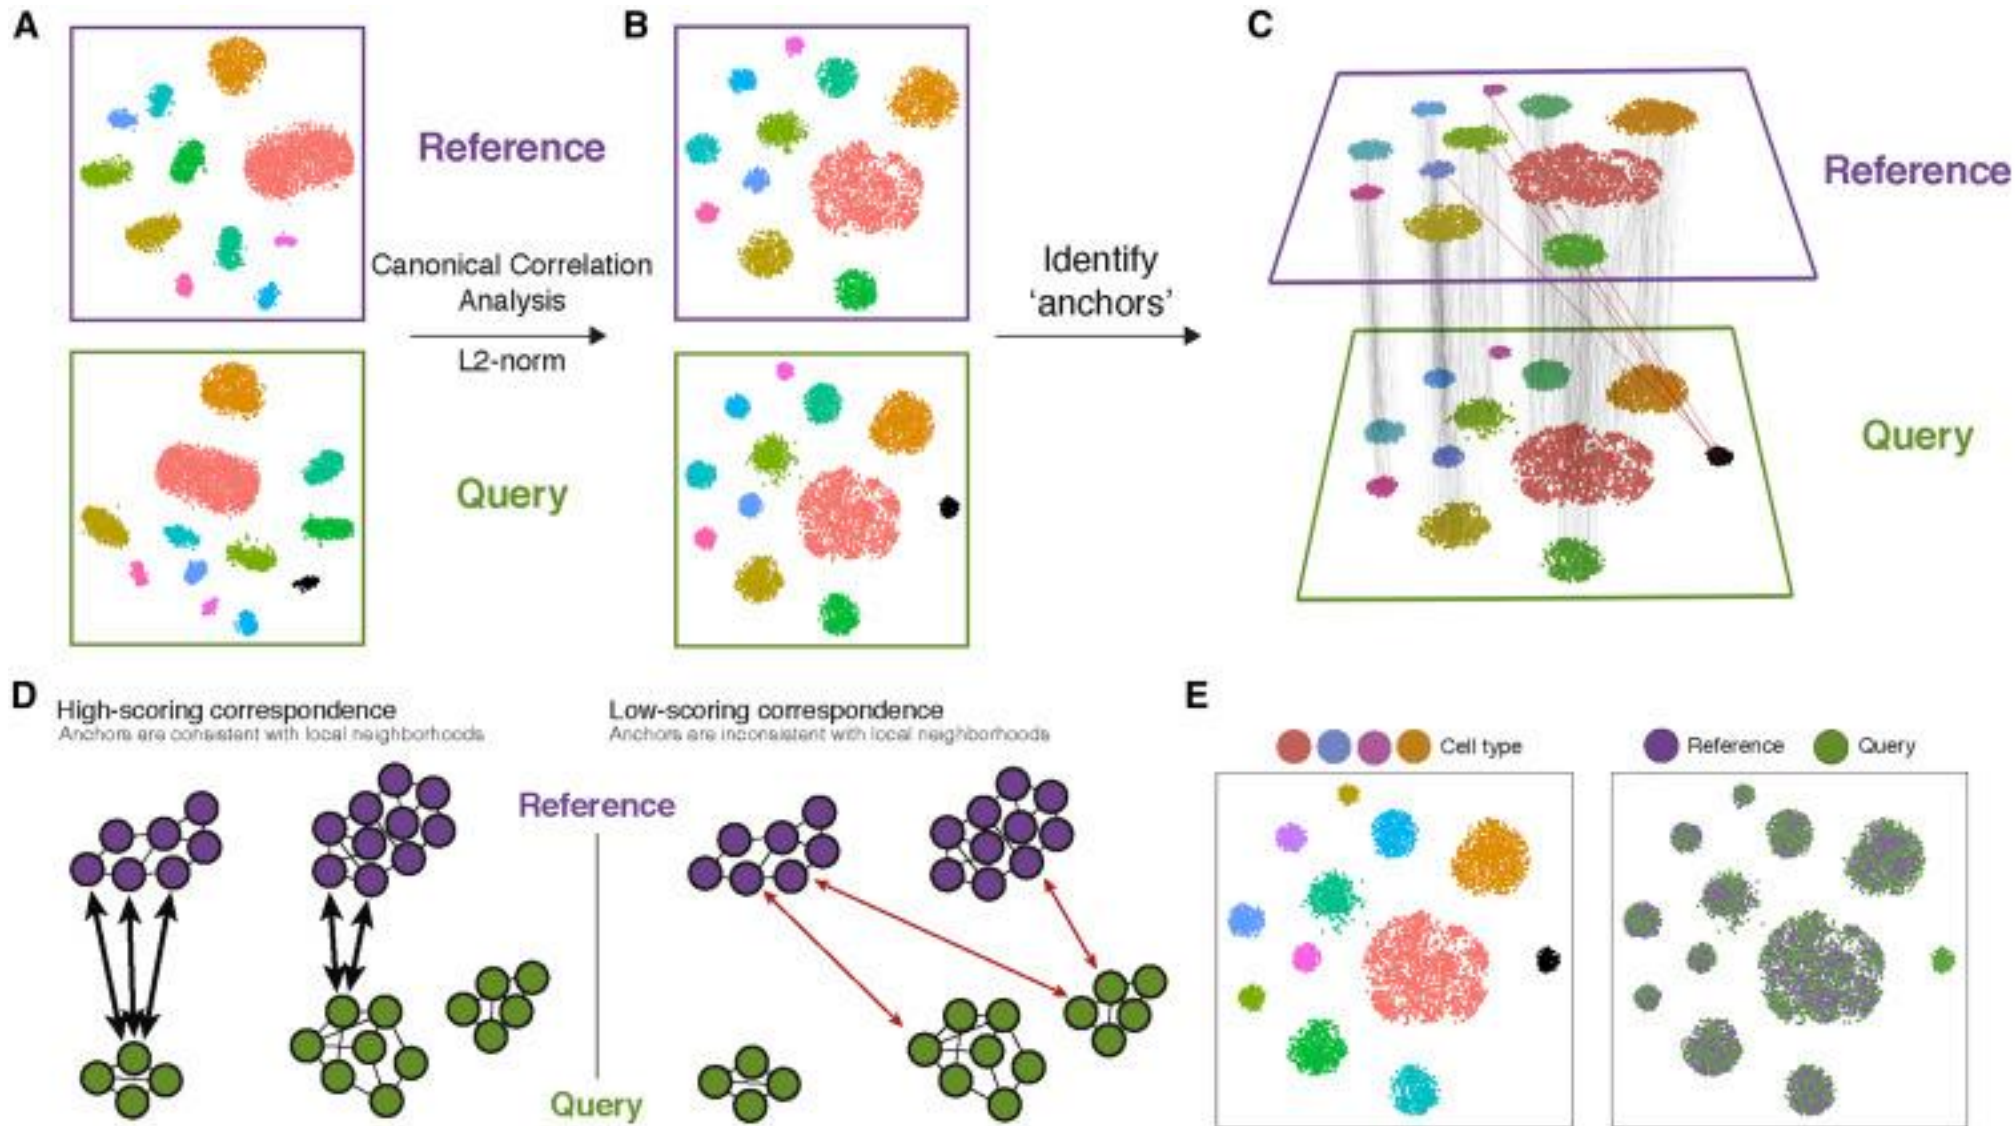 A
B
C
Reference
Canonical Correlation
Analysis
L2-norm
Query
Identify
‘anchors’
Reference
Query
D
High-scoring correspondence
Anchors are consistent with local neighborhoods
Low-scoring correspondence
Anchors are inconsistent with local neighborhoods
Reference
Query
E
Cell type
Reference
Query